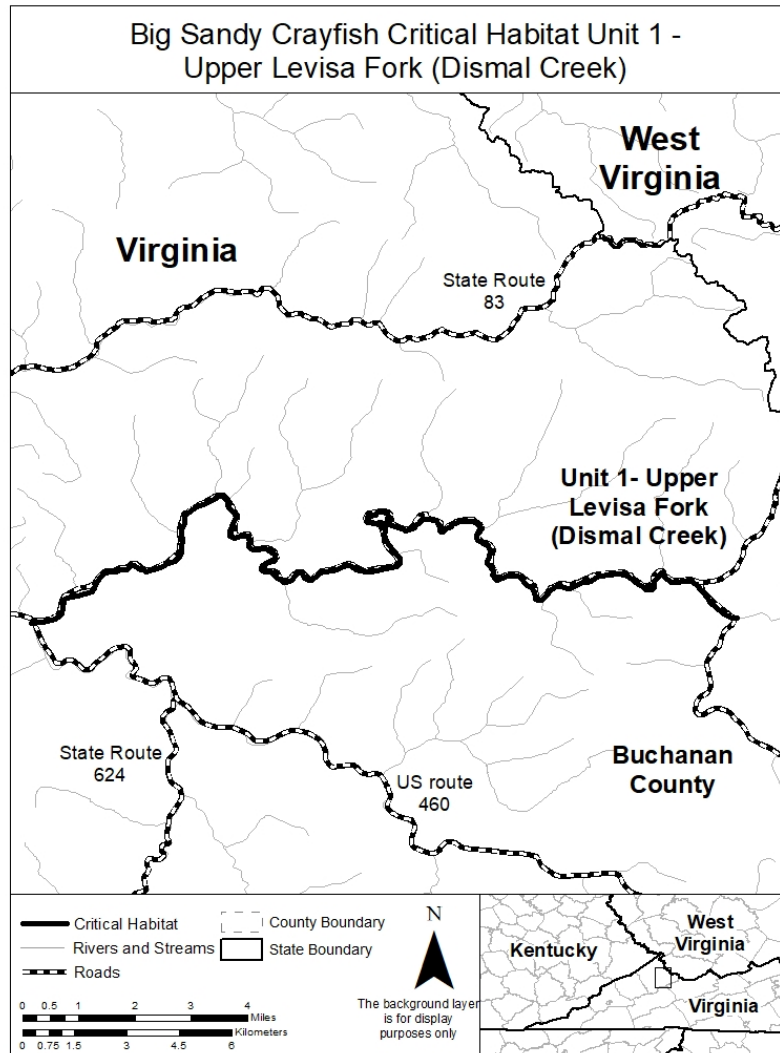 Big Sandy Crayfish Critical Habitat Unit 1 -
Upper Levisa Fork (Dismal Creek)
West
Virginia
Virginia
State Route
83
Unit 1- Upper
Levisa Fork
(Dismal Creek)
State Route
624
US route
460
Buchanan
County
Critical Habitat
County Boundary
Rivers and Streams
State Boundary
Roads
0 0.5 1 2 3 4
Miles
Kilometers
0 0.75 1.5 3 4.5 6
N
The background layer
is for display
purposes only
Kentucky
West
Virginia
Virginia